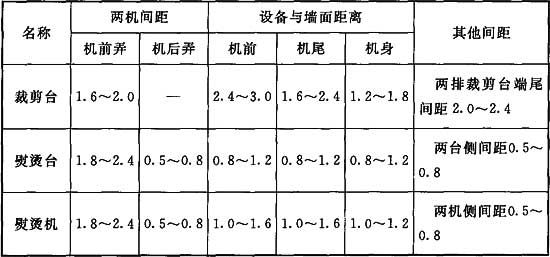 名称 两机间距 设备与墙面距离 其他间距
机前弄 机后弄 机前 机尾 机身
裁剪台 1.6～2.0 — 2.4～3.0 1.6～2.4 1.2～1.8 两排裁剪台端尾
间距 2.0～2.4
熨烫台 1.8～2.4 0.5～0.8 0.8～1.2 0.8～1.2 0.8～1.2 两台侧间距0.5～
0.8
熨烫机 1.8～2.4 0.5～0.8 1.0～1.6 1.0～1.6 1.0～1.2 两机侧间距0.5～
0.8